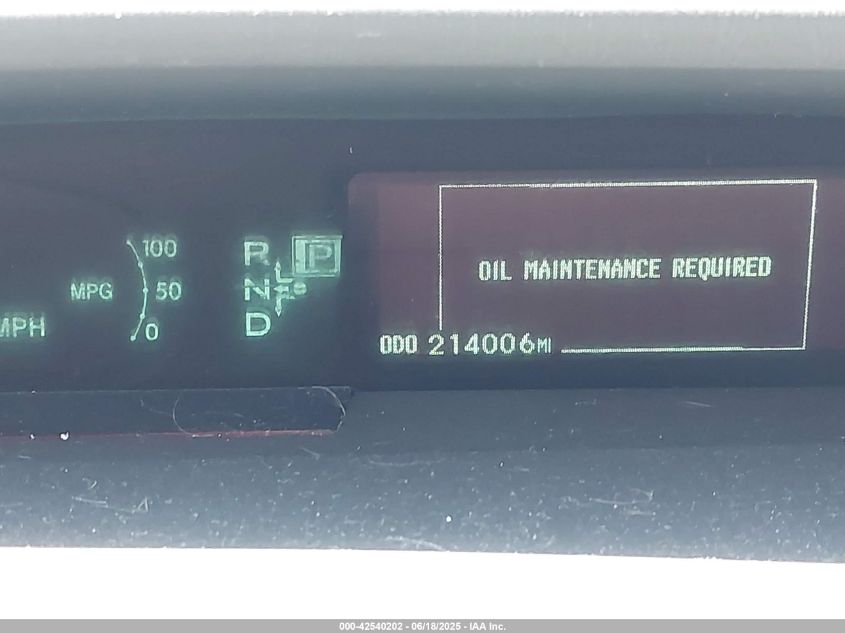 100
MPG 50
MPH 0
R P
N
D
OIL MAINTENANCE REQUIRED
ODO 214006MI
000-42540202 - 06/18/2025 - IAA Inc.